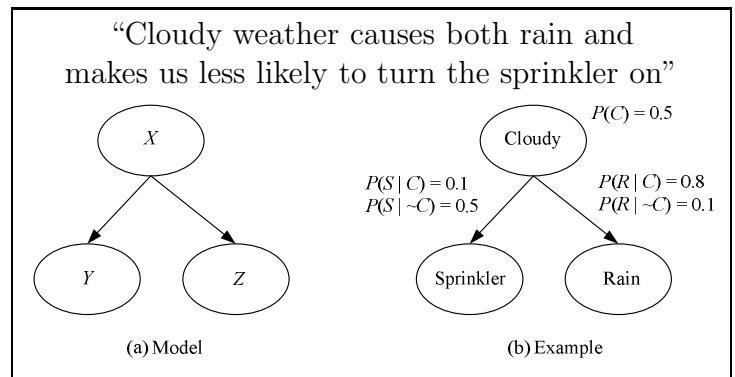 “Cloudy weather causes both rain and
makes us less likely to turn the sprinkler on”
X
Y
Z
(a) Model
Cloudy
P(C) = 0.5
P(S | C) = 0.1
P(S | ~C) = 0.5
P(R | C) = 0.8
P(R | ~C) = 0.1
Sprinkler
Rain
(b) Example